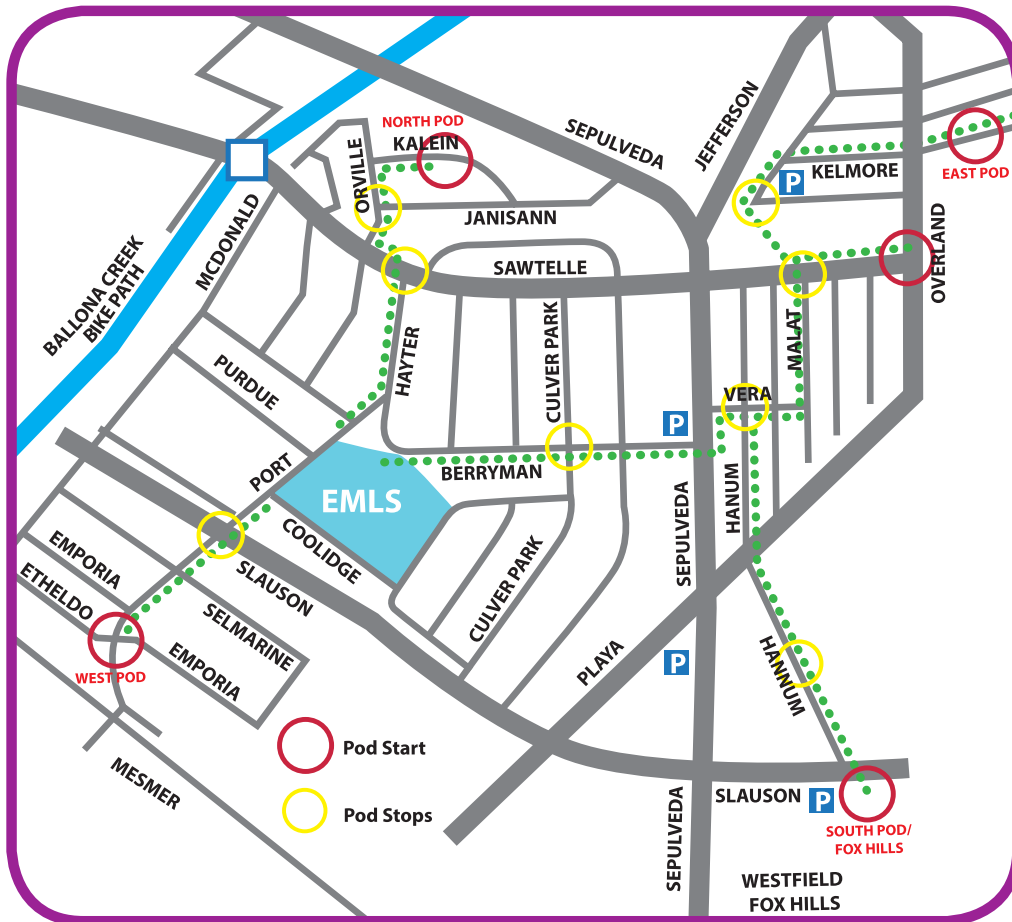 NORTH POD
KALEIN
ORVILLE
JANISANN
SEPULVEDA
JEFFERSON
P
KELMORE
EAST POD
OVERLAND
MCDONALD
BALLONA CREEK
BIKE PATH
SAWTELLE
HAYTER
CULVER PARK
MALAT
VERA
PURDUE
P
PORT
BERRYMAN
HANUM
EMLS
COOLIDGE
SEPULVEDA
EMPORIA
ETHELDO
SLAUSON
SELMARINE
CULVER PARK
EMPORIA
WEST POD
PLAYA
P
HANNUM
Pod Start
Pod Stops
MESMER
SEPULVEDA
SLAUSON
P
SOUTH POD/
FOX HILLS
WESTFIELD
FOX HILLS